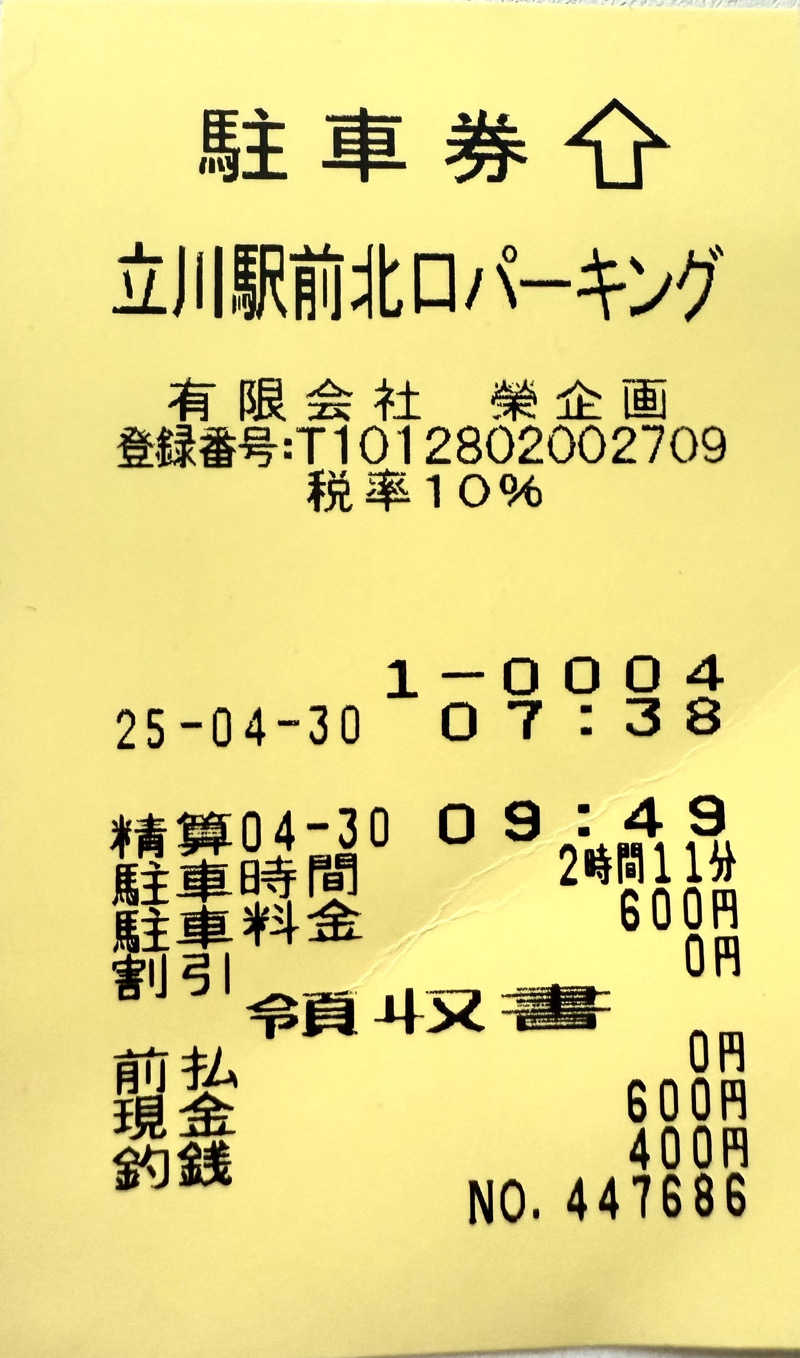 駐車券⇧
立川駅前北口パーキング
有限会社　榮企画
登録番号:T1012802002709
税率10%
1-0004
25-04-30 07:38
精算04-30 09:49
駐車時間 2時間11分
駐車料金 600円
割引 0円
領収書
前払 0円
現金 600円
釣銭 400円
NO.447686